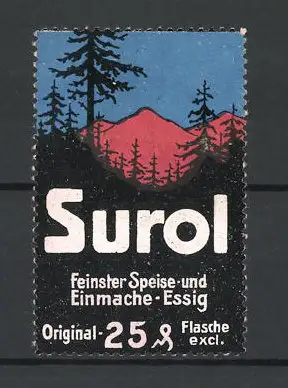 Surol
Feinster Speise-und
Einmache-Essig
Original-25 ₰ Flasche
excl.